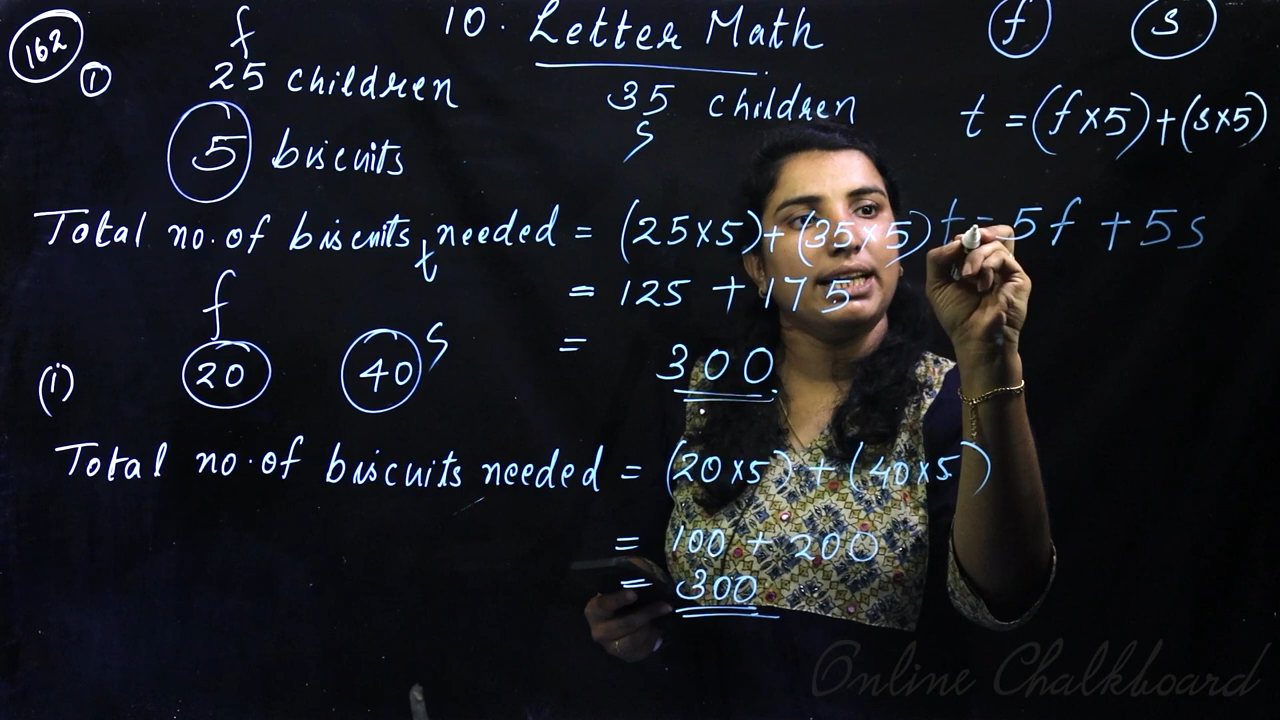 162
f
10. Letter Math
f s
1
25 children
35 children
s
t = (f×5)+(s×5)
5 biscuits
Total no. of biscuits needed = (25×5)+(35×5)
t
t = 5f + 5s
= 125 + 175
= 300
f
(i) 20 40 s
Total no. of biscuits needed = (20×5) + (40×5)
= 100 + 200
= 300
Online Chalkboard